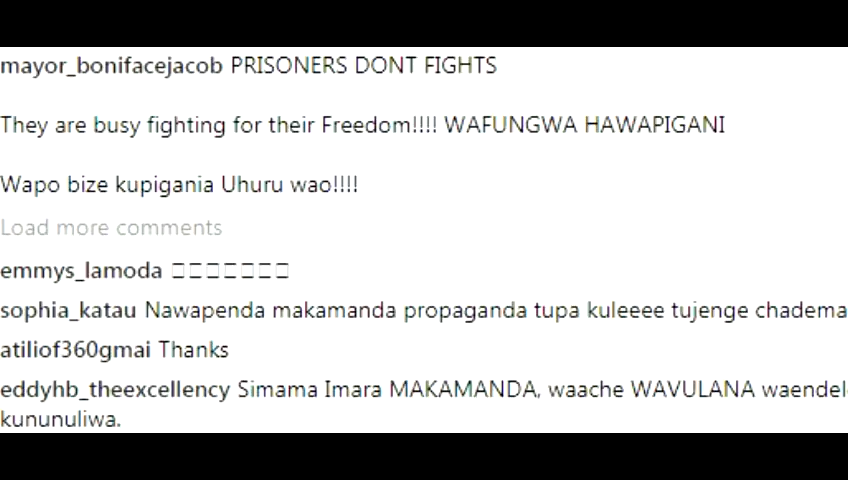 mayor_bonifacejacob PRISONERS DONT FIGHTS
They are busy fighting for their Freedom!!!! WAFUNGWA HAWAPIGANI
Wapo bize kupigania Uhuru wao!!!!
Load more comments
emmys_lamoda
sophia_katau Nawapenda makamanda propaganda tupa kuleeee tujenge chadema
atiliof360gmai Thanks
eddyhb_theexcellency Simama Imara MAKAMANDA, waache WAVULANA
kununuliwa.